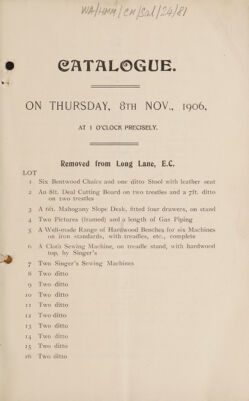 WA/HMM/CM/Sal/24/81
CATALOGUE.
ON THURSDAY, 8TH NOV., 1906,
AT 1 O'CLOCK PRECISELY.
Removed from Long Lane, E.C.
LOT
1 Six Bentwood Chairs and one ditto Stool with leather seat
2 An 8ft. Deal Cutting Board on two trestles and a 7ft. ditto
on two trestles
3 A 6ft. Mahogany Slope Desk, fitted four drawers, on stand
4 Two Pictures (framed) and a length of Gas Piping
5 A Well-made Range of Hardwood Benches for six Machines
on iron standards, with treadles, etc., complete
6 A Cloth Sewing Machine, on treadle stand, with hardwood
top, by Singer's
7 Two Singer's Sewing Machines
8 Two ditto
9 Two ditto
10 Two ditto
11 Two ditto
12 Two ditto
13 Two ditto
14 Two ditto
15 Two ditto
16 Two ditto